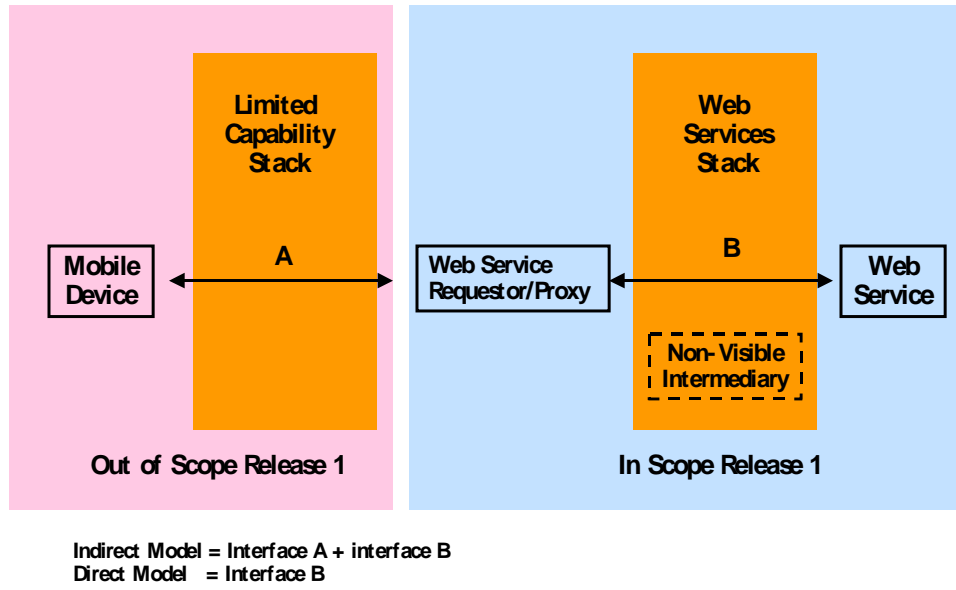 Limited
Capability
Stack
Web
Services
Stack
A
B
Mobile
Device
Web Service
Requestor/Proxy
Web
Service
Non-Visible
Intermediary
Out of Scope Release 1
In Scope Release 1
Indirect Model = Interface A + interface B
Direct Model = Interface B